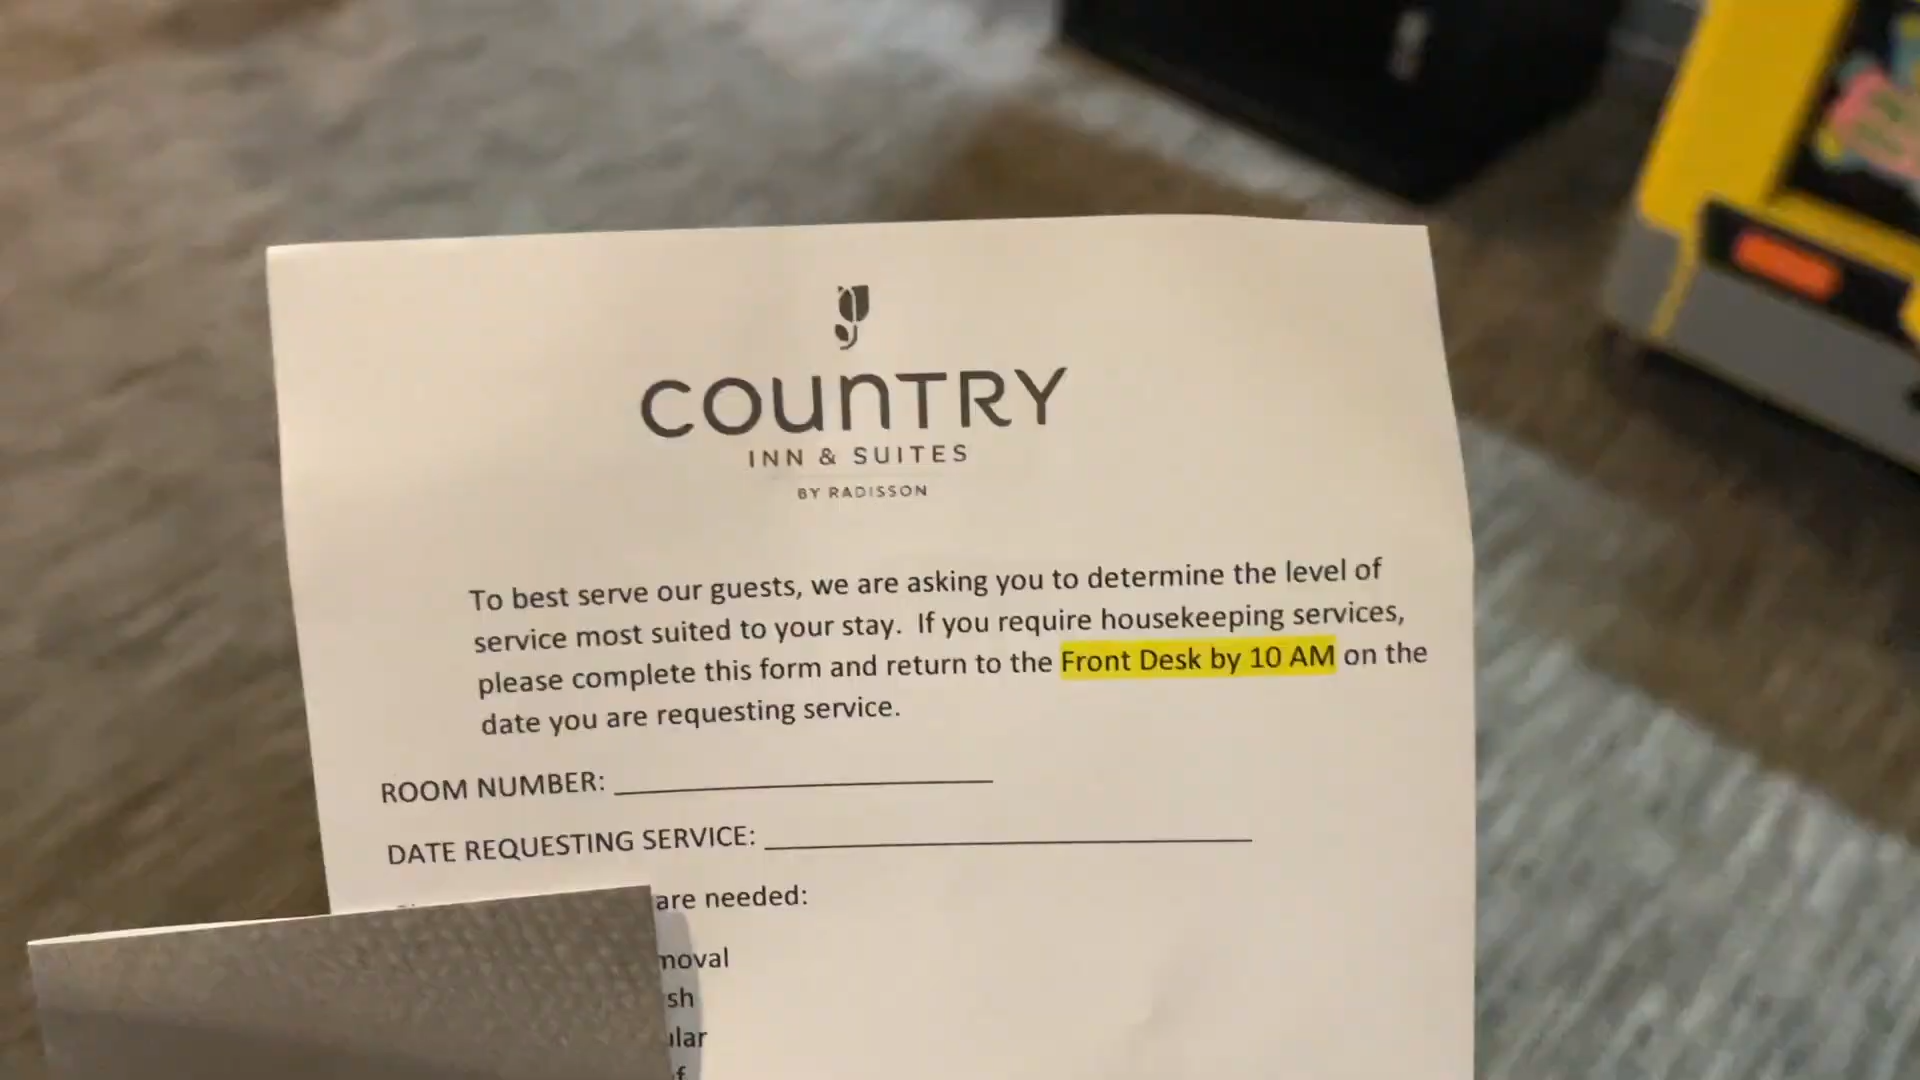 COUNTRY
INN & SUITES
BY RADISSON
To best serve our guests, we are asking you to determine the level of
service most suited to your stay. If you require housekeeping services,
please complete this form and return to the Front Desk by 10 AM on the
date you are requesting service.
ROOM NUMBER:
DATE REQUESTING SERVICE:
are needed: